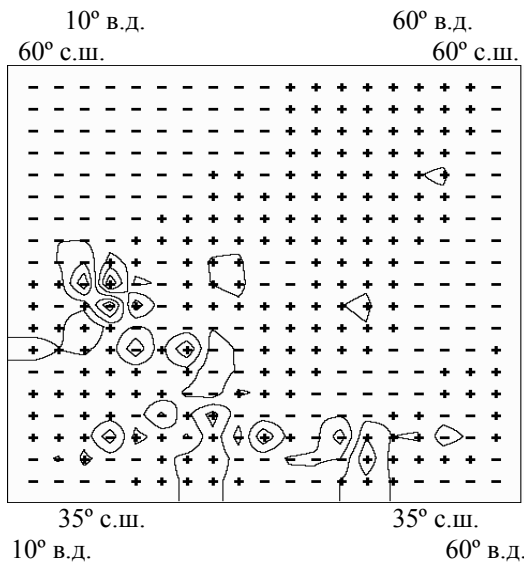 10º в.д. 60º в.д.
60º с.ш. 60º с.ш.
35º с.ш. 35º с.ш.
10º в.д. 60º в.д.